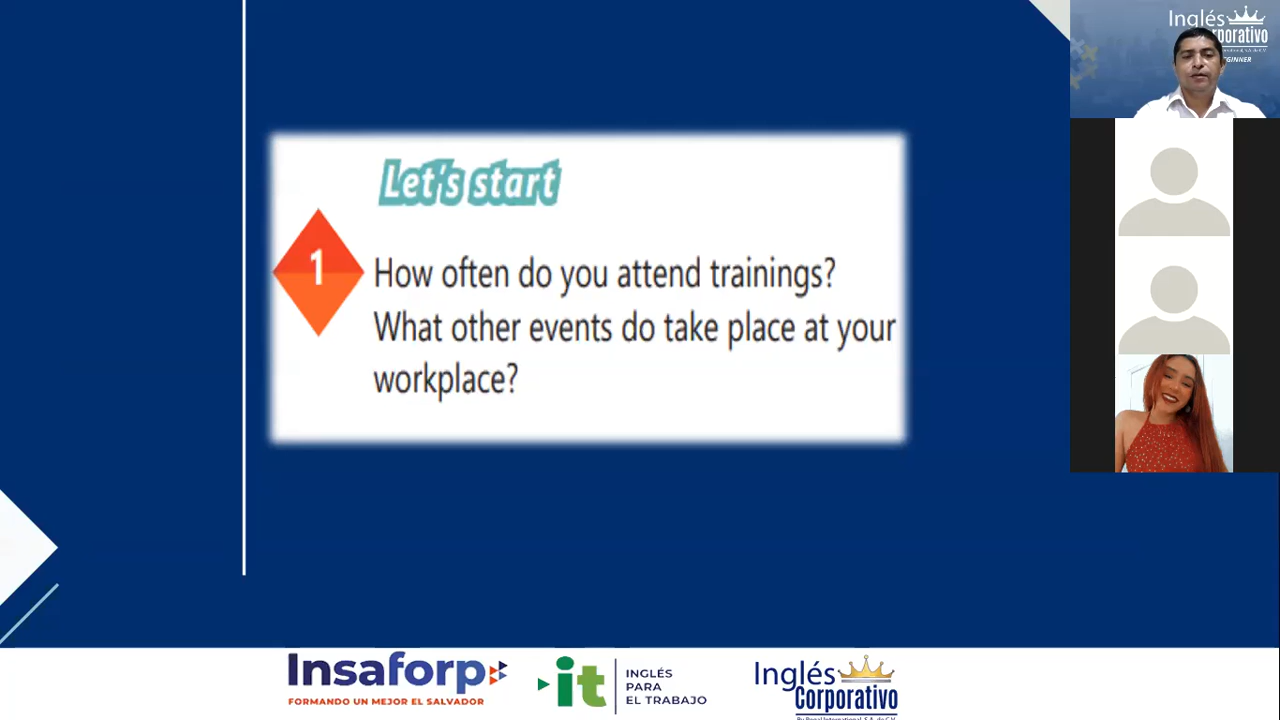 Inglés
Corporativo
Let's start
1
How often do you attend trainings?
What other events do take place at your
workplace?
Insaforp
FORMANDO UN MEJOR EL SALVADOR
it
INGLÉS
PARA
EL TRABAJO
Inglés
Corporativo